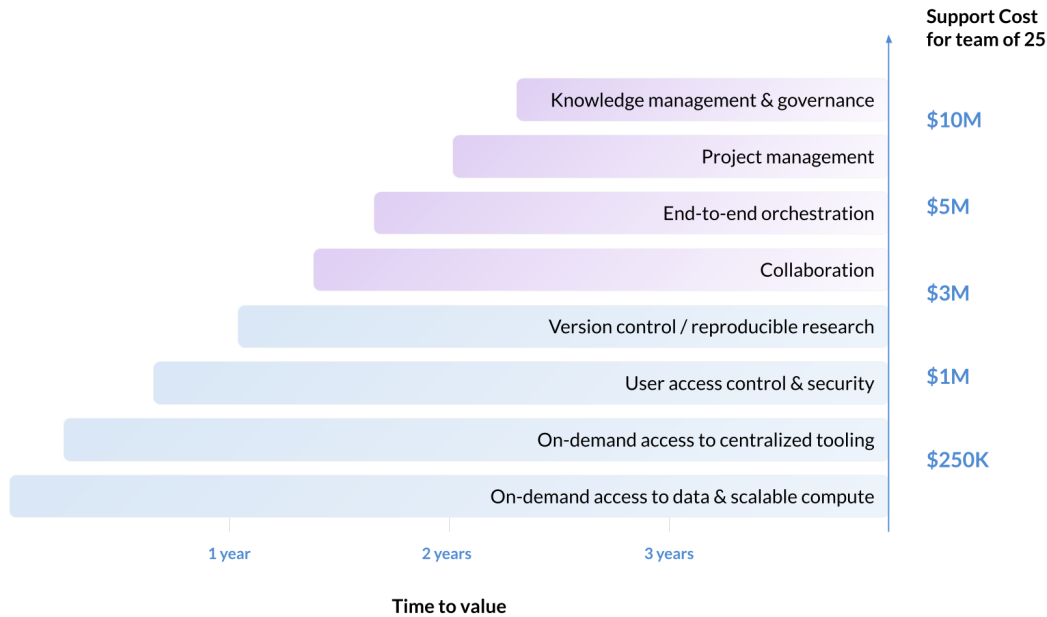 Support Cost
for team of 25
Knowledge management & governance
$10M
Project management
$5M
End-to-end orchestration
Collaboration
$3M
Version control / reproducible research
$1M
User access control & security
On-demand access to centralized tooling
$250K
On-demand access to data & scalable compute
1 year
2 years
3 years
Time to value